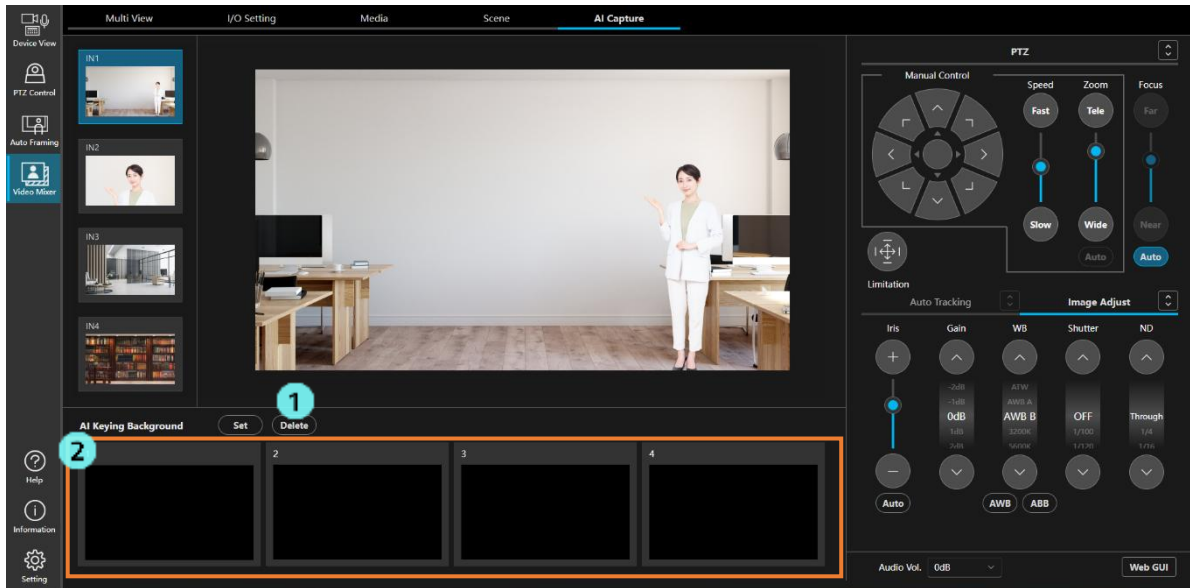 Multi View
I/O Setting
Media
Scene
AI Capture
Device View
PTZ Control
Auto Framing
Video Mixer
Help
Information
Setting
IN1
IN2
IN3
IN4
AI Keying Background
Set
Delete
1
2
2
3
4
PTZ
Manual Control
Speed
Zoom
Focus
Fast
Tele
Far
Slow
Wide
Near
Auto
Auto
Limitation
Auto Tracking
Image Adjust
Iris
Gain
WB
Shutter
ND
-2dB
ATW
-1dB
AWB A
0dB
AWB B
OFF
Through
1dB
3200K
1/100
1/4
2dB
5600K
1/120
1/16
Auto
AWB
ABB
Audio Vol.
0dB
Web GUI